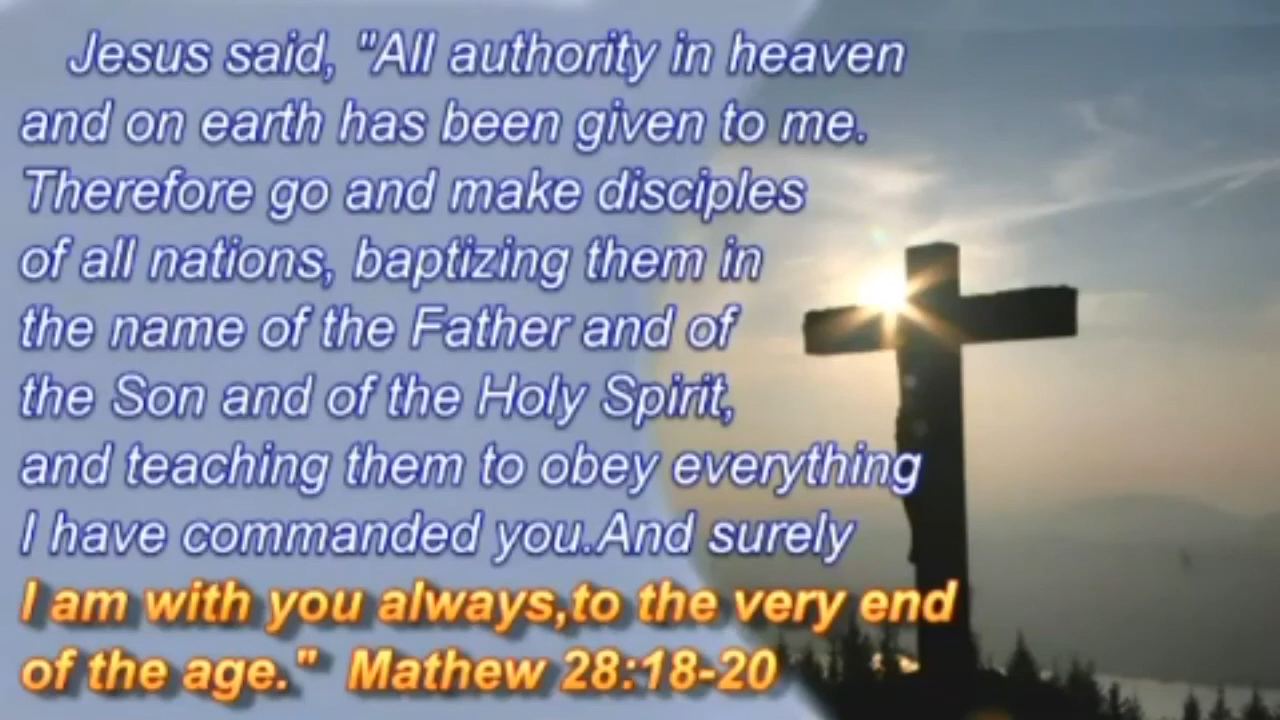 Jesus said, "All authority in heaven
and on earth has been given to me.
Therefore go and make disciples
of all nations, baptizing them in
the name of the Father and of
the Son and of the Holy Spirit,
and teaching them to obey everything
I have commanded you.And surely
I am with you always,to the very end
of the age." Mathew 28:18-20